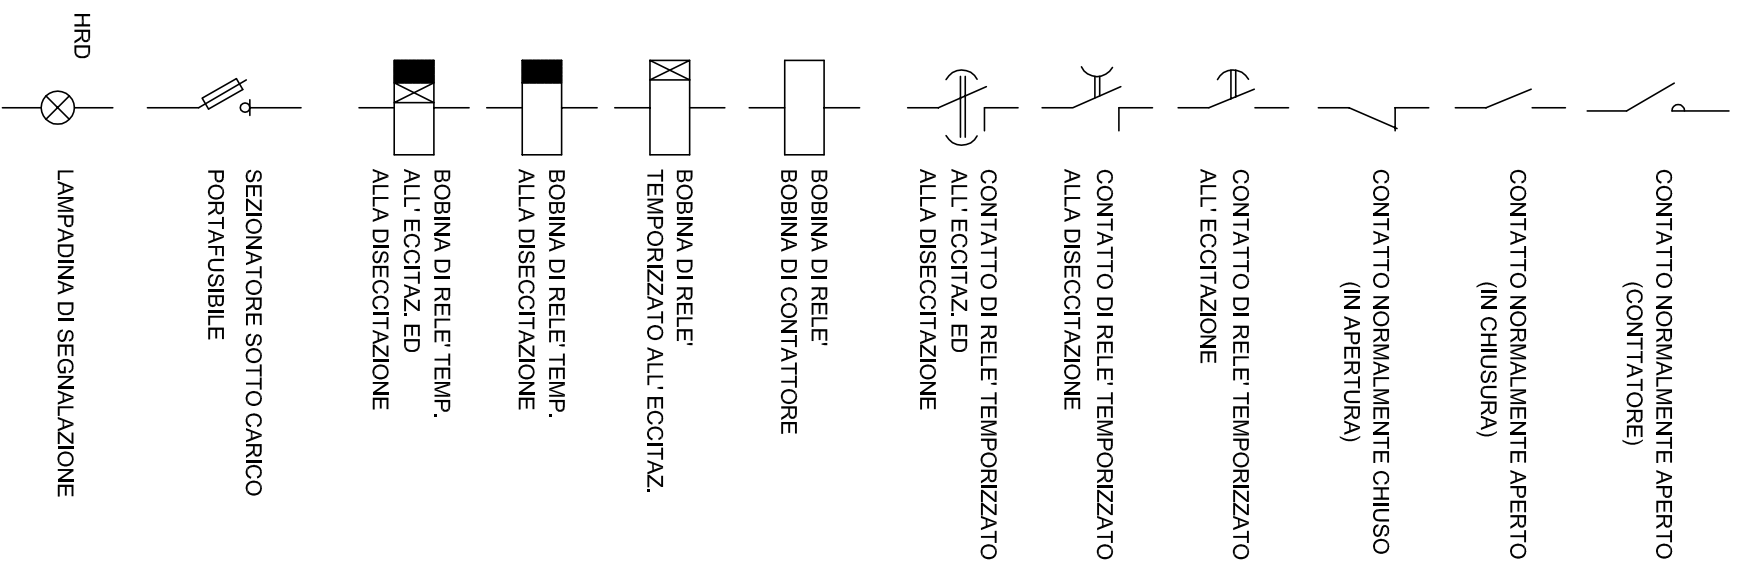 CONTATTO NORMALMENTE APERTO
(CONTTATORE)
CONTATTO NORMALMENTE APERTO
(IN CHIUSURA)
CONTATTO NORMALMENTE CHIUSO
(IN APERTURA)
CONTATTO DI RELE' TEMPORIZZATO
ALL' ECCITAZIONE
CONTATTO DI RELE' TEMPORIZZATO
ALLA DISECCITAZIONE
CONTATTO DI RELE' TEMPORIZZATO
ALL' ECCITAZ. ED
ALLA DISECCITAZIONE
BOBINA DI RELE'
BOBINA DI CONTATTORE
BOBINA DI RELE'
TEMPORIZZATO ALL' ECCITAZ.
BOBINA DI RELE' TEMP.
ALLA DISECCITAZIONE
BOBINA DI RELE' TEMP.
ALL' ECCITAZ. ED
ALLA DISECCITAZIONE
SEZIONATORE SOTTO CARICO
PORTAFUSIBILE
HRD
LAMPADINA DI SEGNALAZIONE